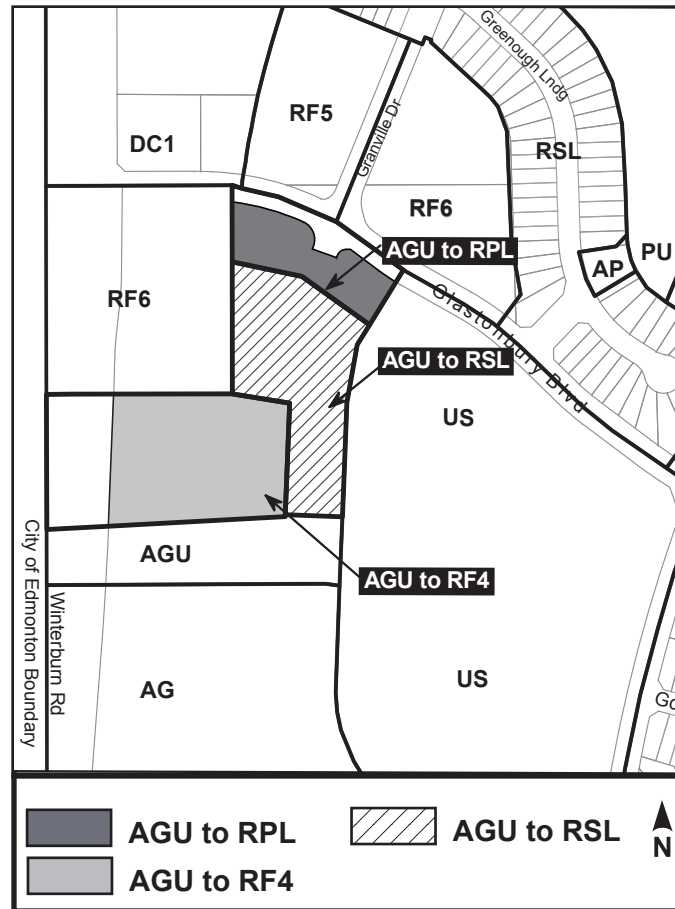 Greenough Lndg
RF5
Granville Dr
DC1
RSL
RF6
AGU to RPL
PU
AP
RF6
Glastonbury Blvd
AGU to RSL
US
City of Edmonton Boundary
AGU
AGU to RF4
Winterburn Rd
AG
US
Go
AGU to RPL
AGU to RSL
N
AGU to RF4